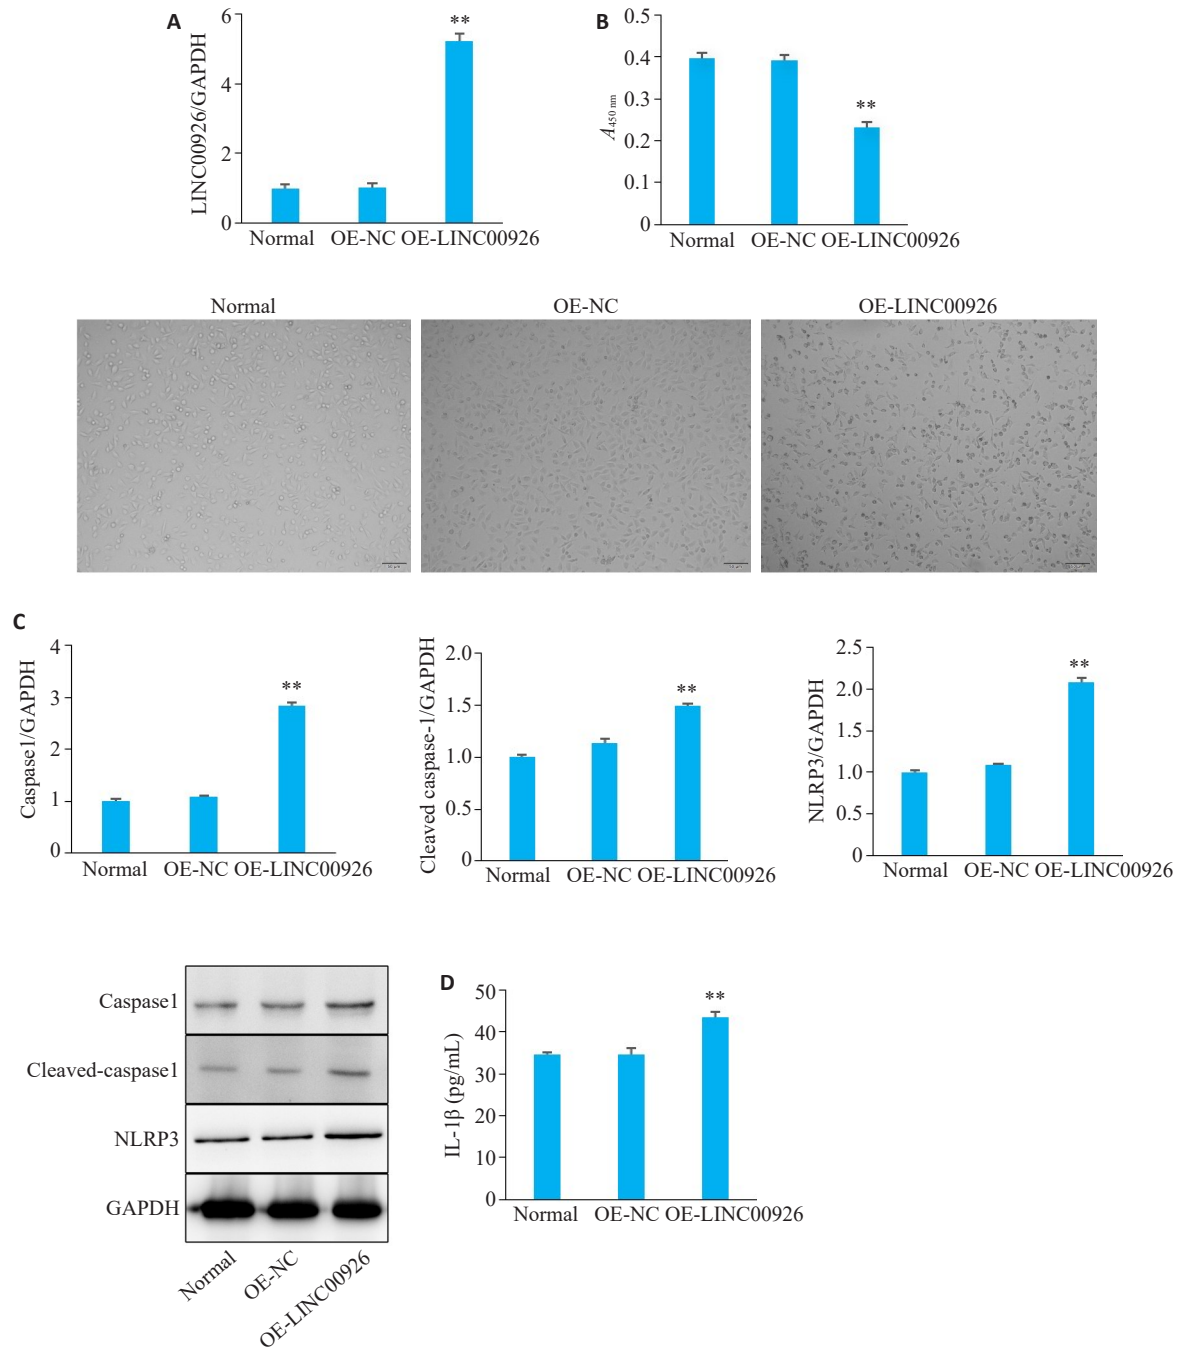 A
LINC00926/GAPDH
6
4
2
0
**
Normal OE-NC OE-LINC00926
B
A450 nm
0.5
0.4
0.3
0.2
0.1
0
**
Normal OE-NC OE-LINC00926
Normal OE-NC OE-LINC00926
C
Caspase1/GAPDH
4
3
2
1
0
**
Normal OE-NC OE-LINC00926
Cleaved caspase-1/GAPDH
2.0
1.5
1.0
0.5
0
**
Normal OE-NC OE-LINC00926
NLRP3/GAPDH
2.5
2.0
1.5
1.0
0.5
0
**
Normal OE-NC OE-LINC00926
Caspase1
Cleaved-caspase1
NLRP3
GAPDH
Normal
OE-NC
OE-LINC00926
D
IL-1β (pg/mL)
50
40
30
20
10
0
**
Normal OE-NC OE-LINC00926